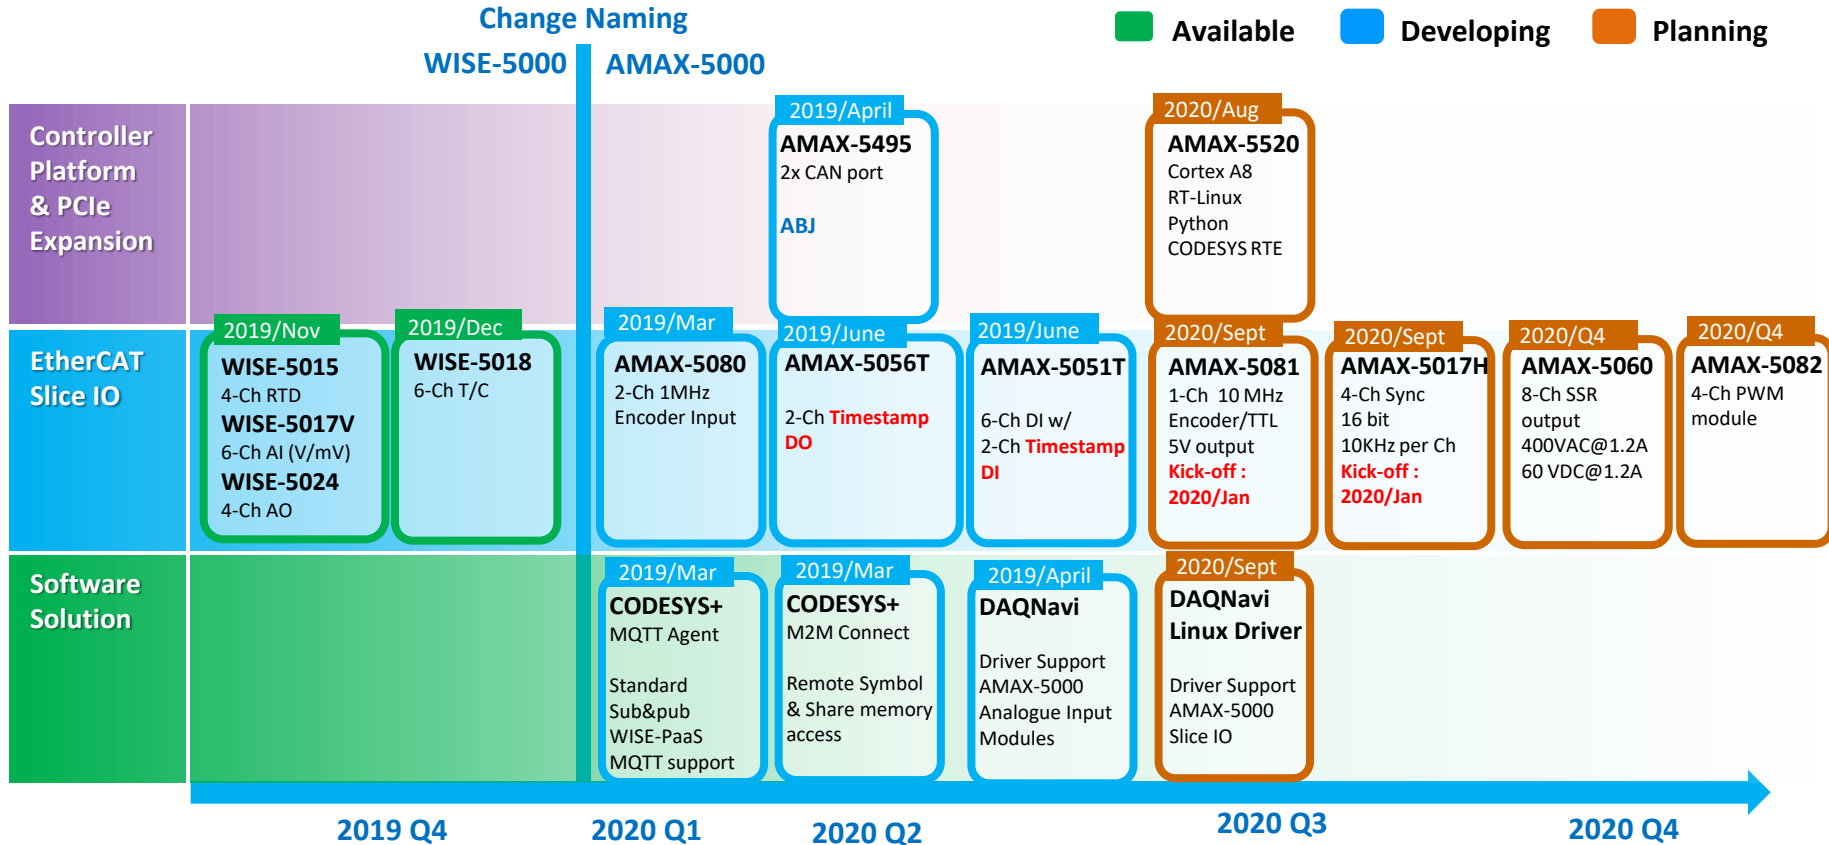 Change Naming
WISE-5000
AMAX-5000
Available
Developing
Planning
Controller
Platform
& PCIe
Expansion
2019/April
AMAX-5495
2x CAN port
ABJ
2020/Aug
AMAX-5520
Cortex A8
RT-Linux
Python
CODESYS RTE
EtherCAT
Slice IO
2019/Nov
WISE-5015
4-Ch RTD
WISE-5017V
6-Ch AI (V/mV)
WISE-5024
4-Ch AO
2019/Dec
WISE-5018
6-Ch T/C
2019/Mar
AMAX-5080
2-Ch 1MHz
Encoder Input
2019/June
AMAX-5056T
2-Ch Timestamp
DO
2019/June
AMAX-5051T
6-Ch DI w/
2-Ch Timestamp
DI
2020/Sept
AMAX-5081
1-Ch 10 MHz
Encoder/TTL
5V output
Kick-off :
2020/Jan
2020/Sept
AMAX-5017H
4-Ch Sync
16 bit
10KHz per Ch
Kick-off :
2020/Jan
2020/Q4
AMAX-5060
8-Ch SSR
output
400VAC@1.2A
60 VDC@1.2A
2020/Q4
AMAX-5082
4-Ch PWM
module
Software
Solution
2019/Mar
CODESYS+
MQTT Agent
Standard
Sub&pub
WISE-PaaS
MQTT support
2019/Mar
CODESYS+
M2M Connect
Remote Symbol
& Share memory
access
2019/April
DAQNavi
Driver Support
AMAX-5000
Analogue Input
Modules
2020/Sept
DAQNavi
Linux Driver
Driver Support
AMAX-5000
Slice IO
2019 Q4
2020 Q1
2020 Q2
2020 Q3
2020 Q4